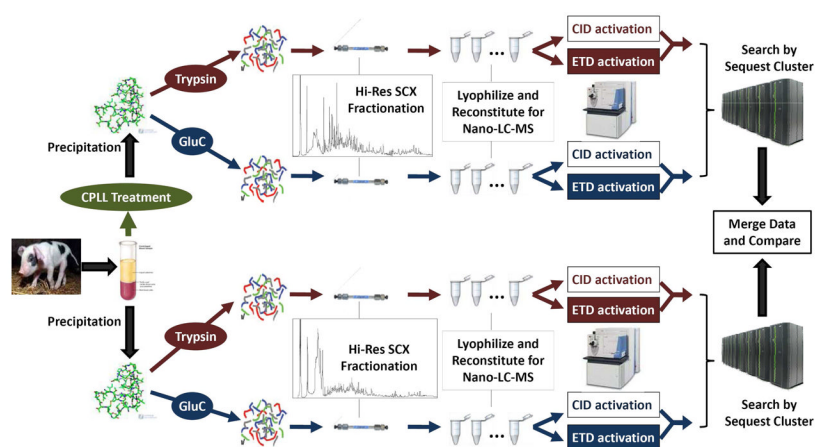 Trypsin
CID activation
ETD activation
Search by
Sequest Cluster
Hi-Res SCX
Fractionation
Lyophilize and
Reconstitute for
Nano-LC-MS
Precipitation
GluC
CID activation
ETD activation
CPLL Treatment
Merge Data
and Compare
Precipitation
Trypsin
CID activation
ETD activation
Hi-Res SCX
Fractionation
Lyophilize and
Reconstitute for
Nano-LC-MS
GluC
CID activation
ETD activation
Search by
Sequest Cluster